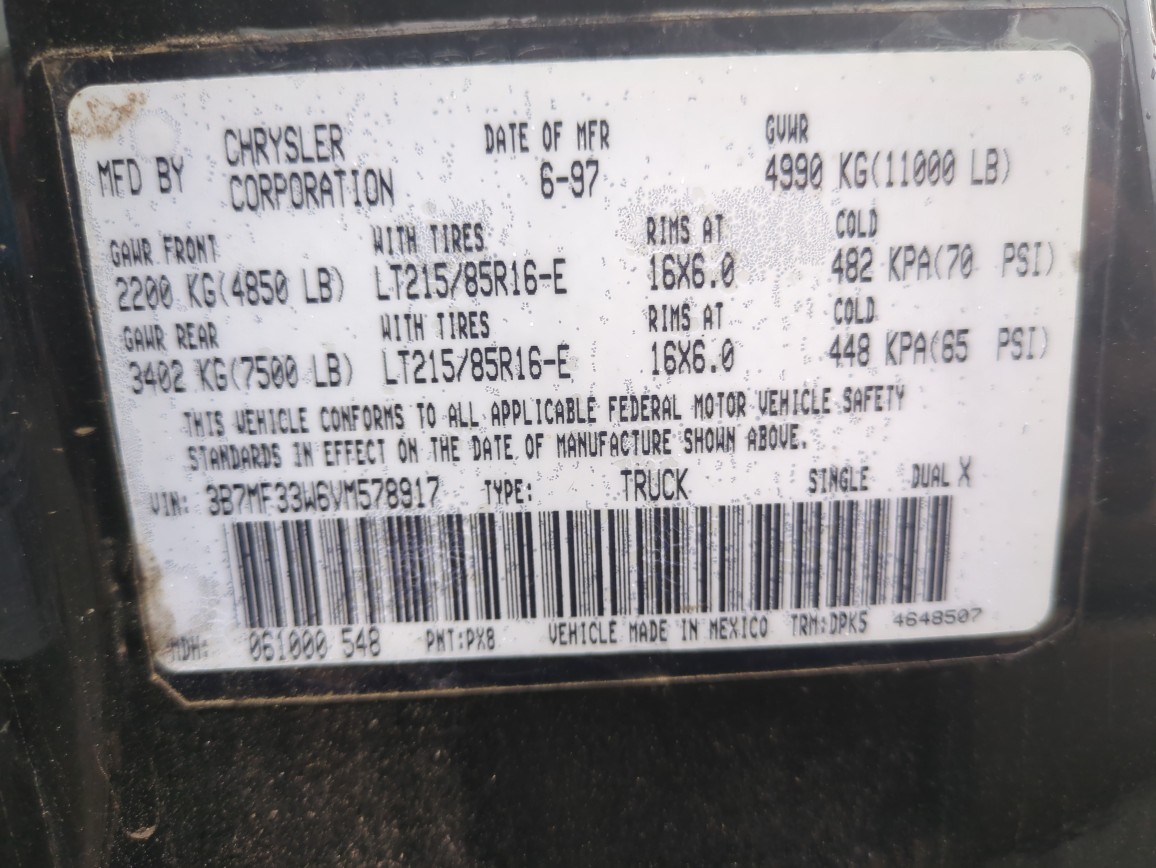 MFD BY CHRYSLER CORPORATION DATE OF MFR 6-97 GVWR 4990 KG(11000 LB)
GAWR FRONT WITH TIRES RIMS AT COLD
2200 KG(4850 LB) LT215/85R16-E 16X6.0 482 KPA(70 PSI)
GAWR REAR WITH TIRES RIMS AT COLD
3402 KG(7500 LB) LT215/85R16-E 16X6.0 448 KPA(65 PSI)
THIS VEHICLE CONFORMS TO ALL APPLICABLE FEDERAL MOTOR VEHICLE SAFETY
STANDARDS IN EFFECT ON THE DATE OF MANUFACTURE SHOWN ABOVE.
VIN: 3B7MF33W6VM578917 TYPE: TRUCK SINGLE DUAL X
MDH: 061000 548 PNT:PX8 VEHICLE MADE IN MEXICO TRM:DPK5 4648507